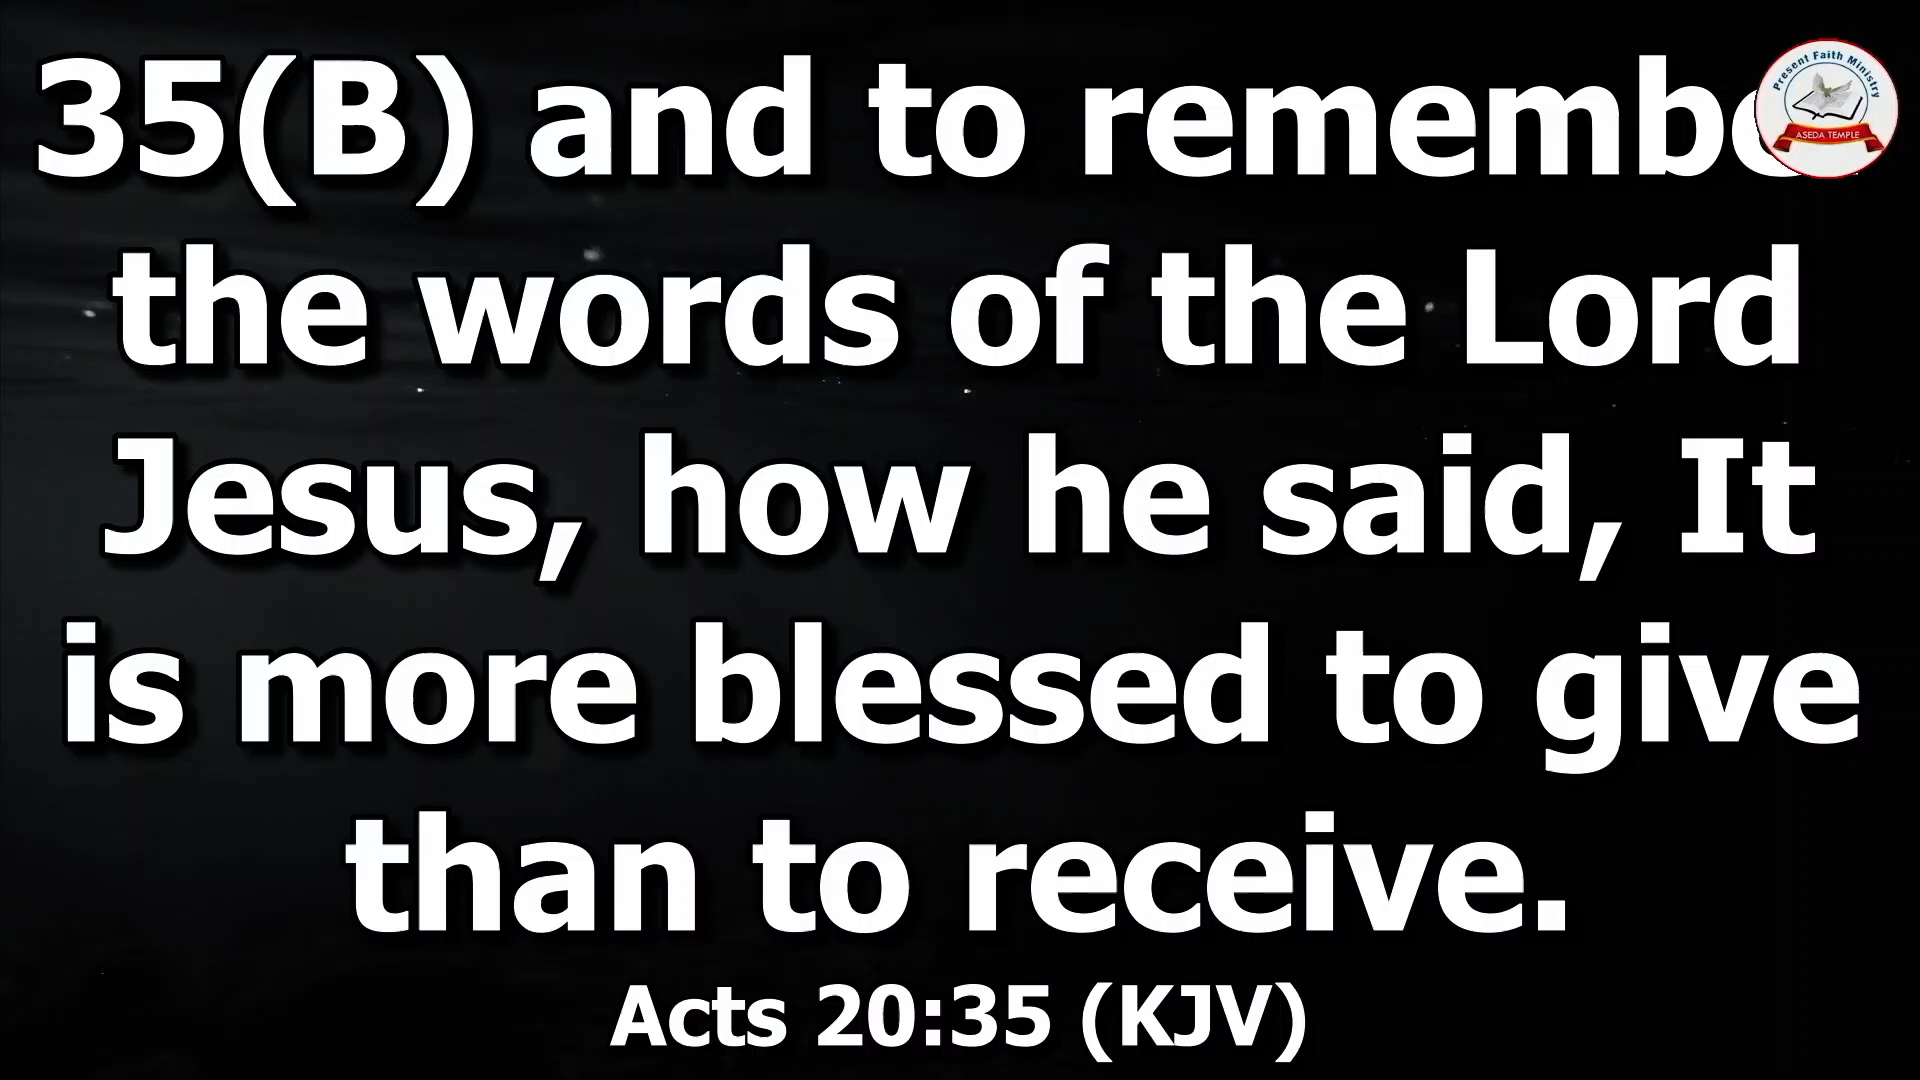 35(B) and to remembe
the words of the Lord
Jesus, how he said, It
is more blessed to give
than to receive.
Acts 20:35 (KJV)
Present Faith Ministry
ASEDA TEMPLE